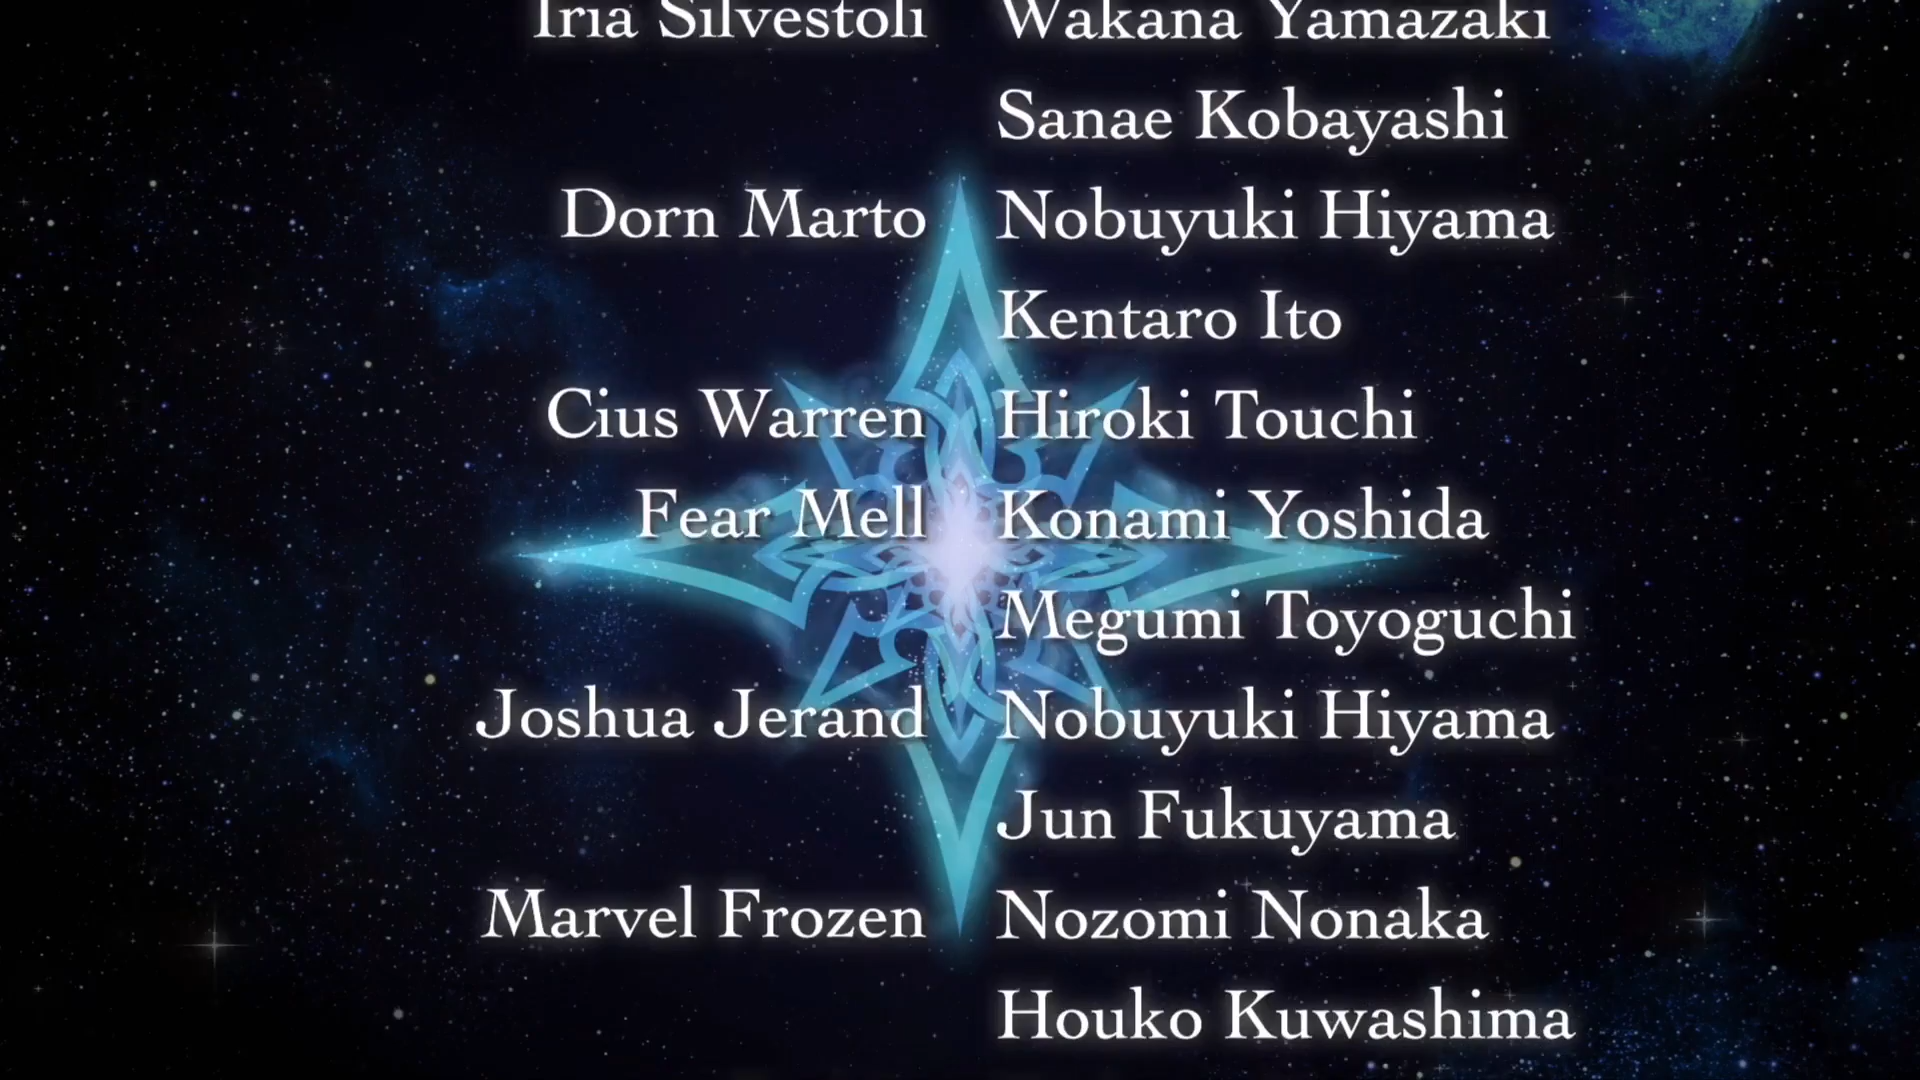 Iria Silvestoli Wakana Yamazaki
Sanae Kobayashi
Dorn Marto Nobuyuki Hiyama
Kentaro Ito
Cius Warren Hiroki Touchi
Fear Mell Konami Yoshida
Megumi Toyoguchi
Joshua Jerand Nobuyuki Hiyama
Jun Fukuyama
Marvel Frozen Nozomi Nonaka
Houko Kuwashima